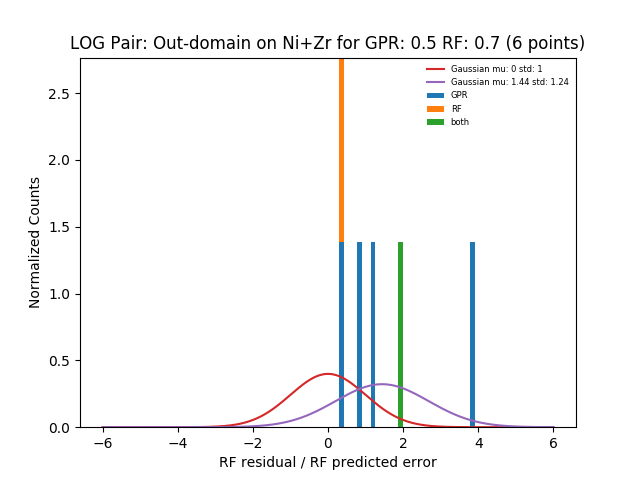 LOG Pair: Out-domain on Ni+Zr for GPR: 0.5 RF: 0.7 (6 points)
Gaussian mu: 0 std: 1
Gaussian mu: 1.44 std: 1.24
GPR
RF
both
Normalized Counts
2.5
2.0
1.5
1.0
0.5
0.0
−6
−4
−2
0
2
4
6
RF residual / RF predicted error